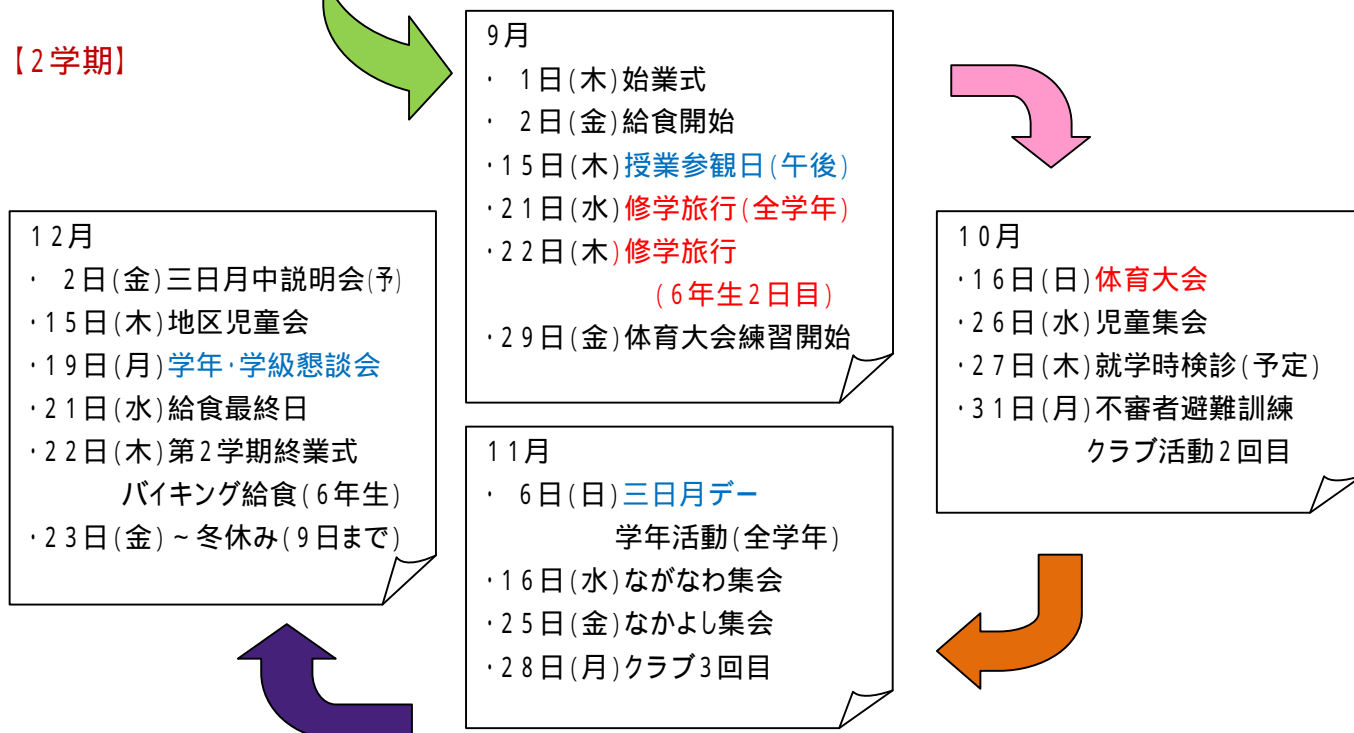 【2学期】
9月
・ 1日(木)始業式
・ 2日(金)給食開始
・15日(木)授業参観日(午後)
・21日(水)修学旅行(全学年)
・22日(木)修学旅行
(6年生2日目)
・29日(金)体育大会練習開始
10月
・16日(日)体育大会
・26日(水)児童集会
・27日(木)就学時検診(予定)
・31日(月)不審者避難訓練
クラブ活動2回目
11月
・ 6日(日)三日月デー
学年活動(全学年)
・16日(水)ながなわ集会
・25日(金)なかよし集会
・28日(月)クラブ3回目
12月
・ 2日(金)三日月中説明会(予)
・15日(木)地区児童会
・19日(月)学年・学級懇談会
・21日(水)給食最終日
・22日(木)第2学期終業式
バイキング給食(6年生)
・23日(金)~冬休み(9日まで)